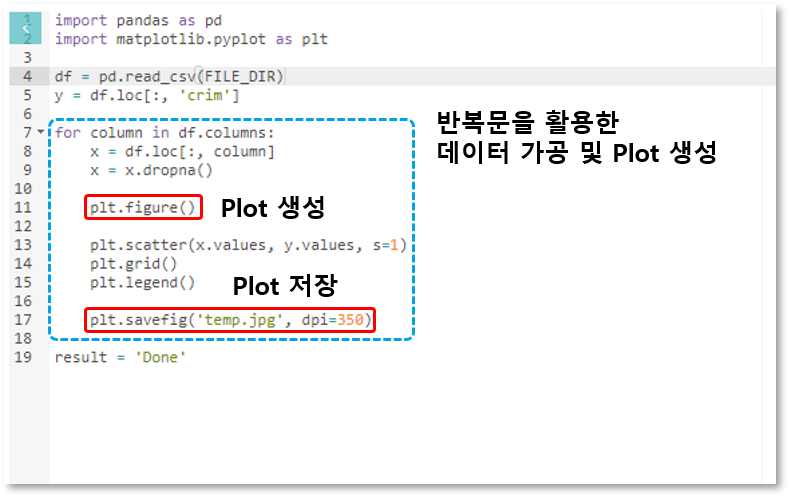 1 import pandas as pd
2 import matplotlib.pyplot as plt
3
4 df = pd.read_csv(FILE_DIR)
5 y = df.loc[:, 'crim']
6
7 for column in df.columns:
8     x = df.loc[:, column]
9     x = x.dropna()
10
11     plt.figure()
12
13     plt.scatter(x.values, y.values, s=1)
14     plt.grid()
15     plt.legend()
16
17     plt.savefig('temp.jpg', dpi=350)
18
19 result = 'Done'
반복문을 활용한
데이터 가공 및 Plot 생성
Plot 생성
Plot 저장